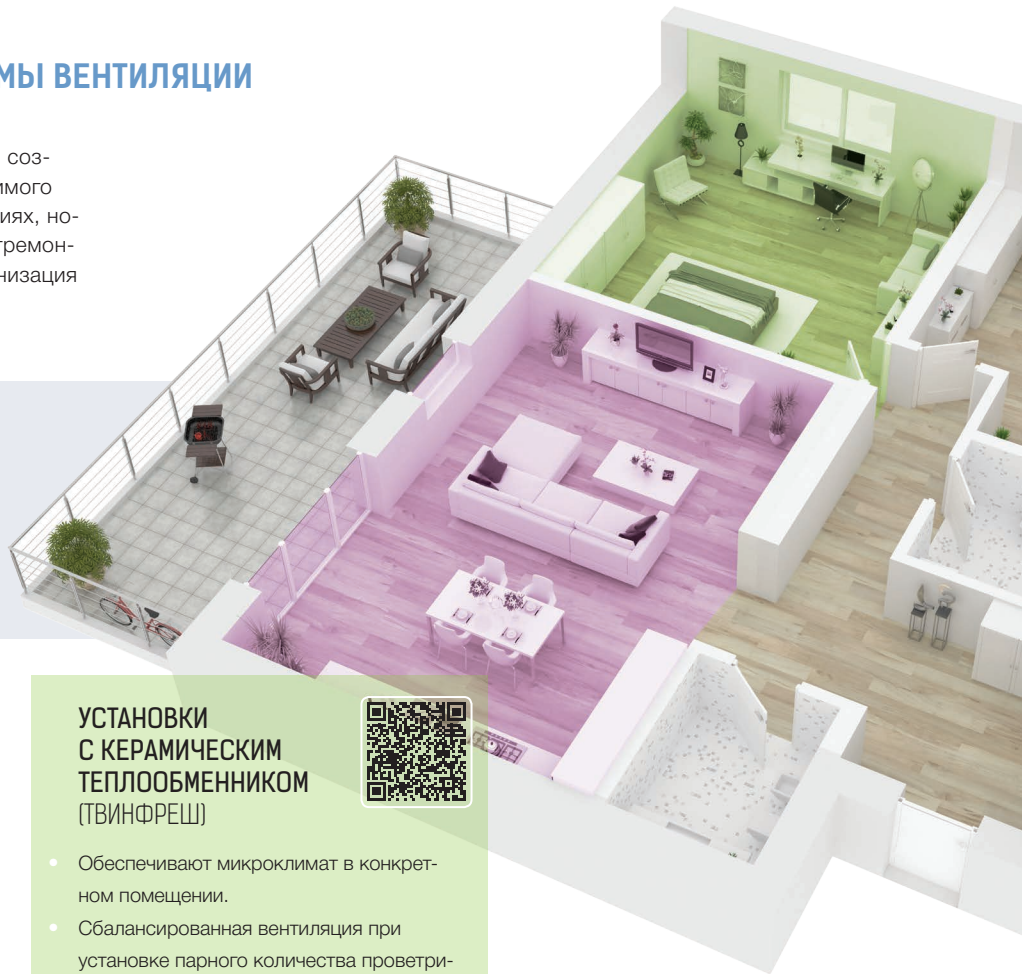 МЫ ВЕНТИЛЯЦИИ
соз-
имого
иях, но-
тремон-
низация
УСТАНОВКИ
С КЕРАМИЧЕСКИМ
ТЕПЛООБМЕННИКОМ
(ТВИНФРЕШ)
Обеспечивают микроклимат в конкрет-
ном помещении.
Сбалансированная вентиляция при
установке парного количества проветри-